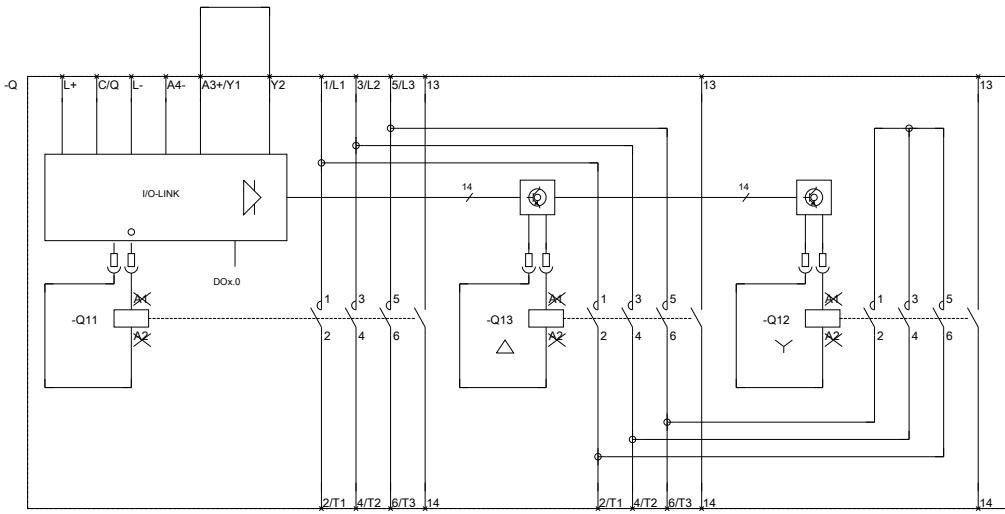 -Q L+ C/Q L- A4- A3+/Y1 Y2 1/L1 3/L2 5/L3 13 13 13
I/O-LINK 14 14
DOx.0
A1 1 3 5 A1 1 3 5 A1 1 3 5
-Q11 -Q13 -Q12
A2 2 4 6 A2 2 4 6 A2 2 4 6
2/T1 4/T2 6/T3 14 2/T1 4/T2 6/T3 14 14